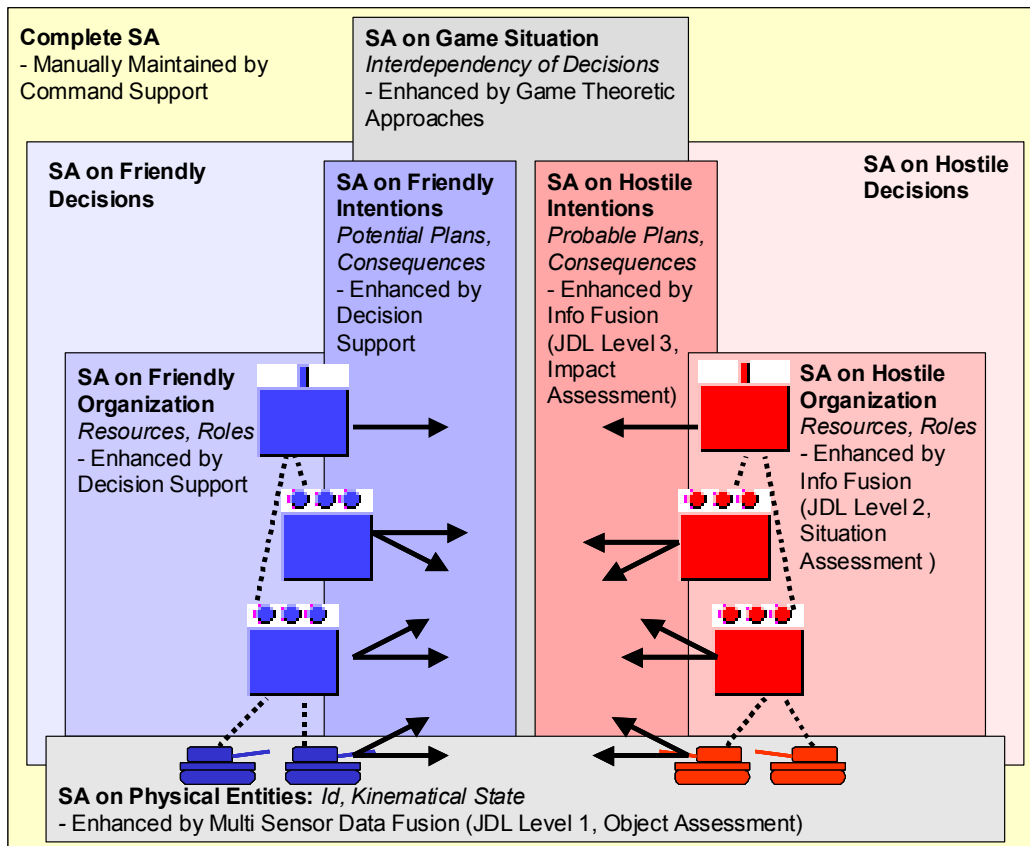 Complete SA
- Manually Maintained by
Command Support
SA on Game Situation
Interdependency of Decisions
- Enhanced by Game Theoretic
Approaches
SA on Friendly
Decisions
SA on Friendly
Intentions
Potential Plans,
Consequences
- Enhanced by
Decision
Support
SA on Hostile
Intentions
Probable Plans,
Consequences
- Enhanced by
Info Fusion
(JDL Level 3,
Impact
Assessment)
SA on Hostile
Decisions
SA on Friendly
Organization
Resources, Roles
- Enhanced by
Decision Support
SA on Hostile
Organization
Resources, Roles
- Enhanced by
Info Fusion
(JDL Level 2,
Situation
Assessment )
SA on Physical Entities: Id, Kinematical State
- Enhanced by Multi Sensor Data Fusion (JDL Level 1, Object Assessment)